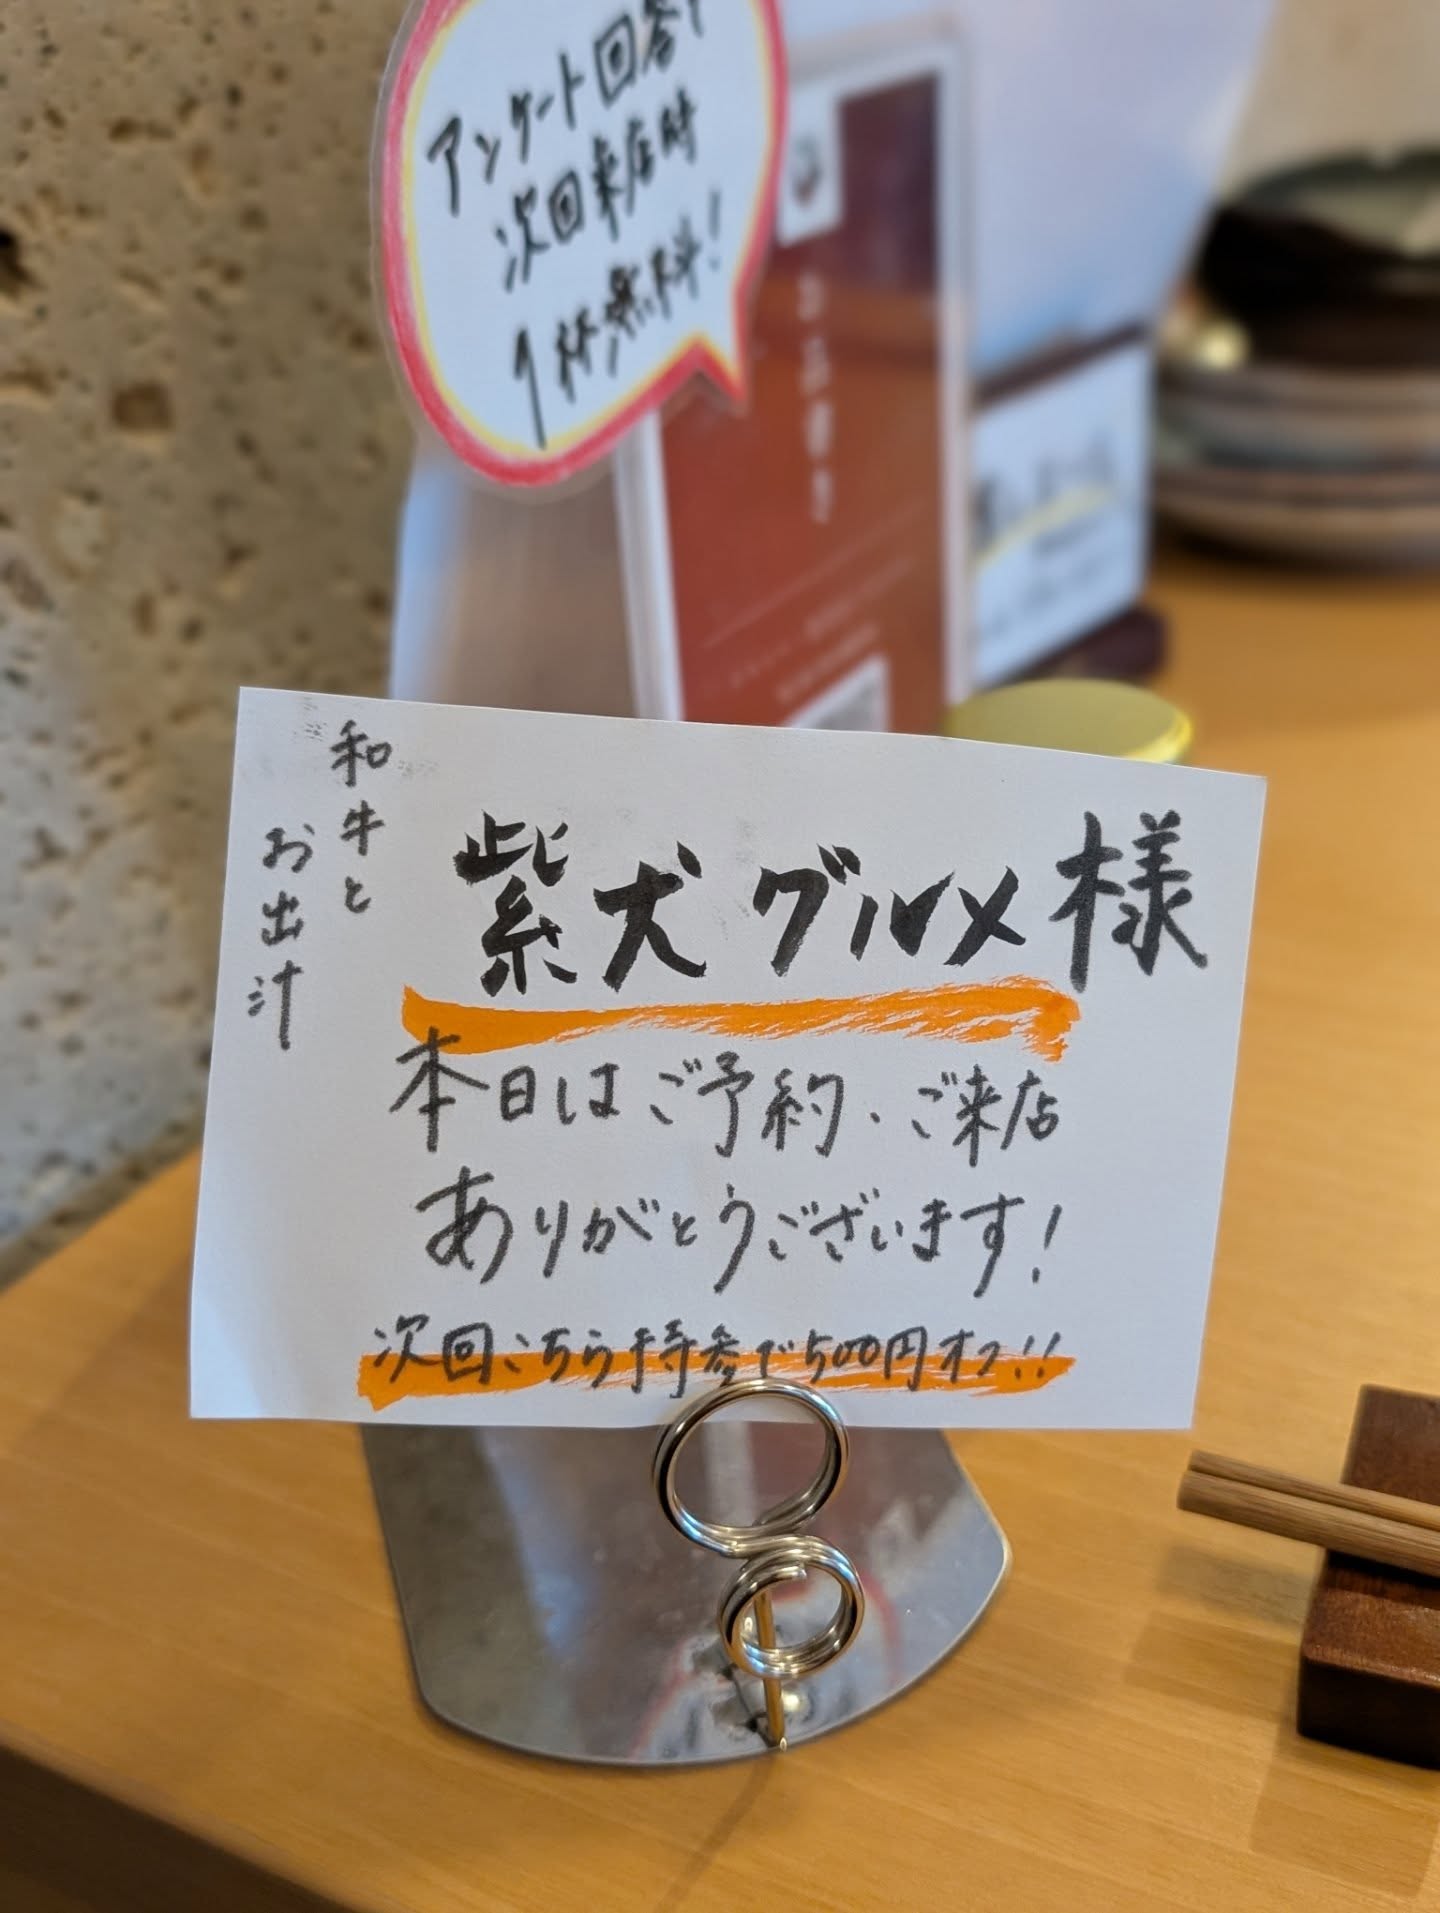 アンケート回答で
次回来店時
1杯無料!
和牛と
お出汁
紫犬グルメ様
本日はご予約、ご来店
ありがとうございます!
次回こちら持参で500円オフ!!